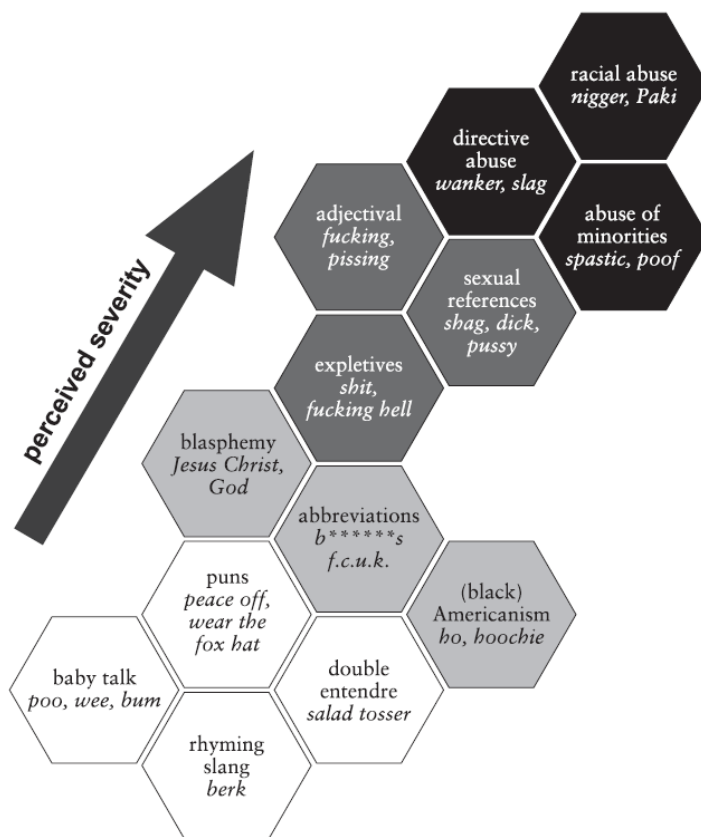 racial abuse
nigger, Paki
directive
abuse
wanker, slag
abuse of
minorities
spastic, poof
adjectival
fucking,
pissing
sexual
references
shag, dick,
pussy
perceived severity
expletives
shit,
fucking hell
blasphemy
Jesus Christ,
God
abbreviations
b******s
f.c.u.k.
puns
peace off,
wear the
fox hat
(black)
Americanism
ho, hoochie
baby talk
poo, wee, bum
double
entendre
salad tosser
rhyming
slang
berk